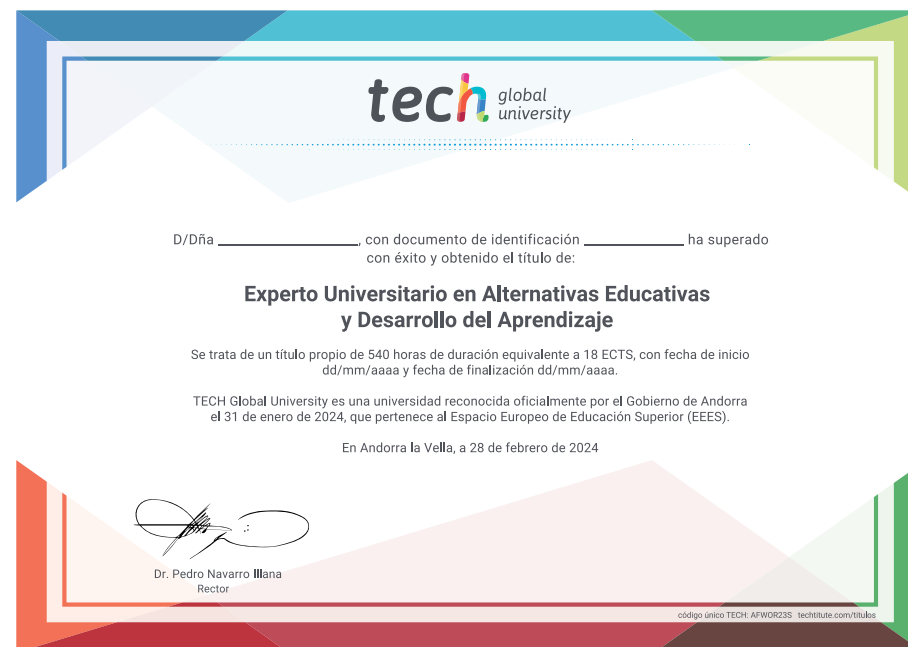 tech global university
D/Dña ____________________, con documento de identificación ______________ ha superado
con éxito y obtenido el título de:
Experto Universitario en Alternativas Educativas
y Desarrollo del Aprendizaje
Se trata de un título propio de 540 horas de duración equivalente a 18 ECTS, con fecha de inicio
dd/mm/aaaa y fecha de finalización dd/mm/aaaa.
TECH Global University es una universidad reconocida oficialmente por el Gobierno de Andorra
el 31 de enero de 2024, que pertenece al Espacio Europeo de Educación Superior (EEES).
En Andorra la Vella, a 28 de febrero de 2024
Dr. Pedro Navarro Illana
Rector
código único TECH: AFWOR23S techtitute.com/titulos